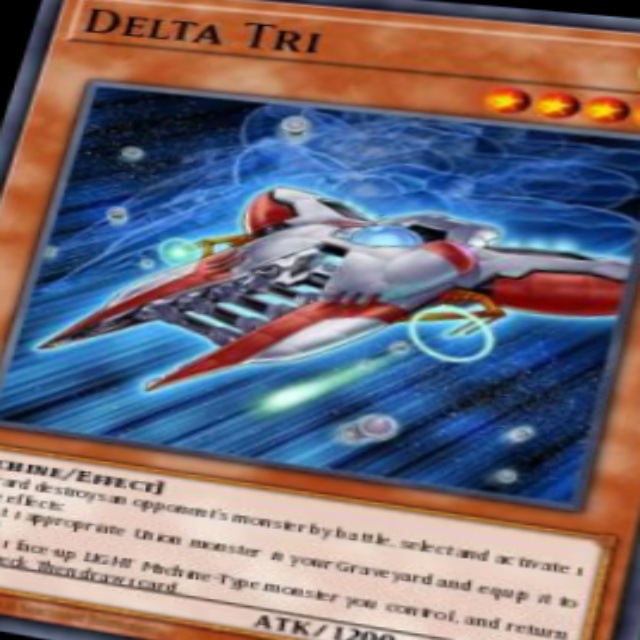 Delta Tri
CHINE/EFFECT]
card destroys an opponent's monster by battle, select and activate 1
effects:
1 appropriate Union monster in your Graveyard and equip it to
1 face-up LIGHT Machine-Type monster you control, and return
eck. Then draw 1 card.
ATK/1200